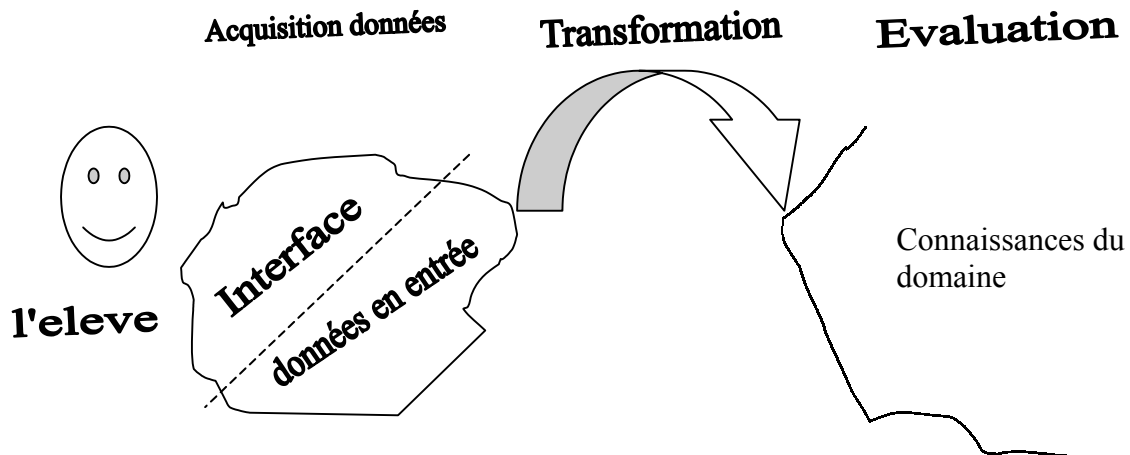 Acquisition données
Transformation
Evaluation
Interface
données en entrée
l'eleve
Connaissances du
domaine